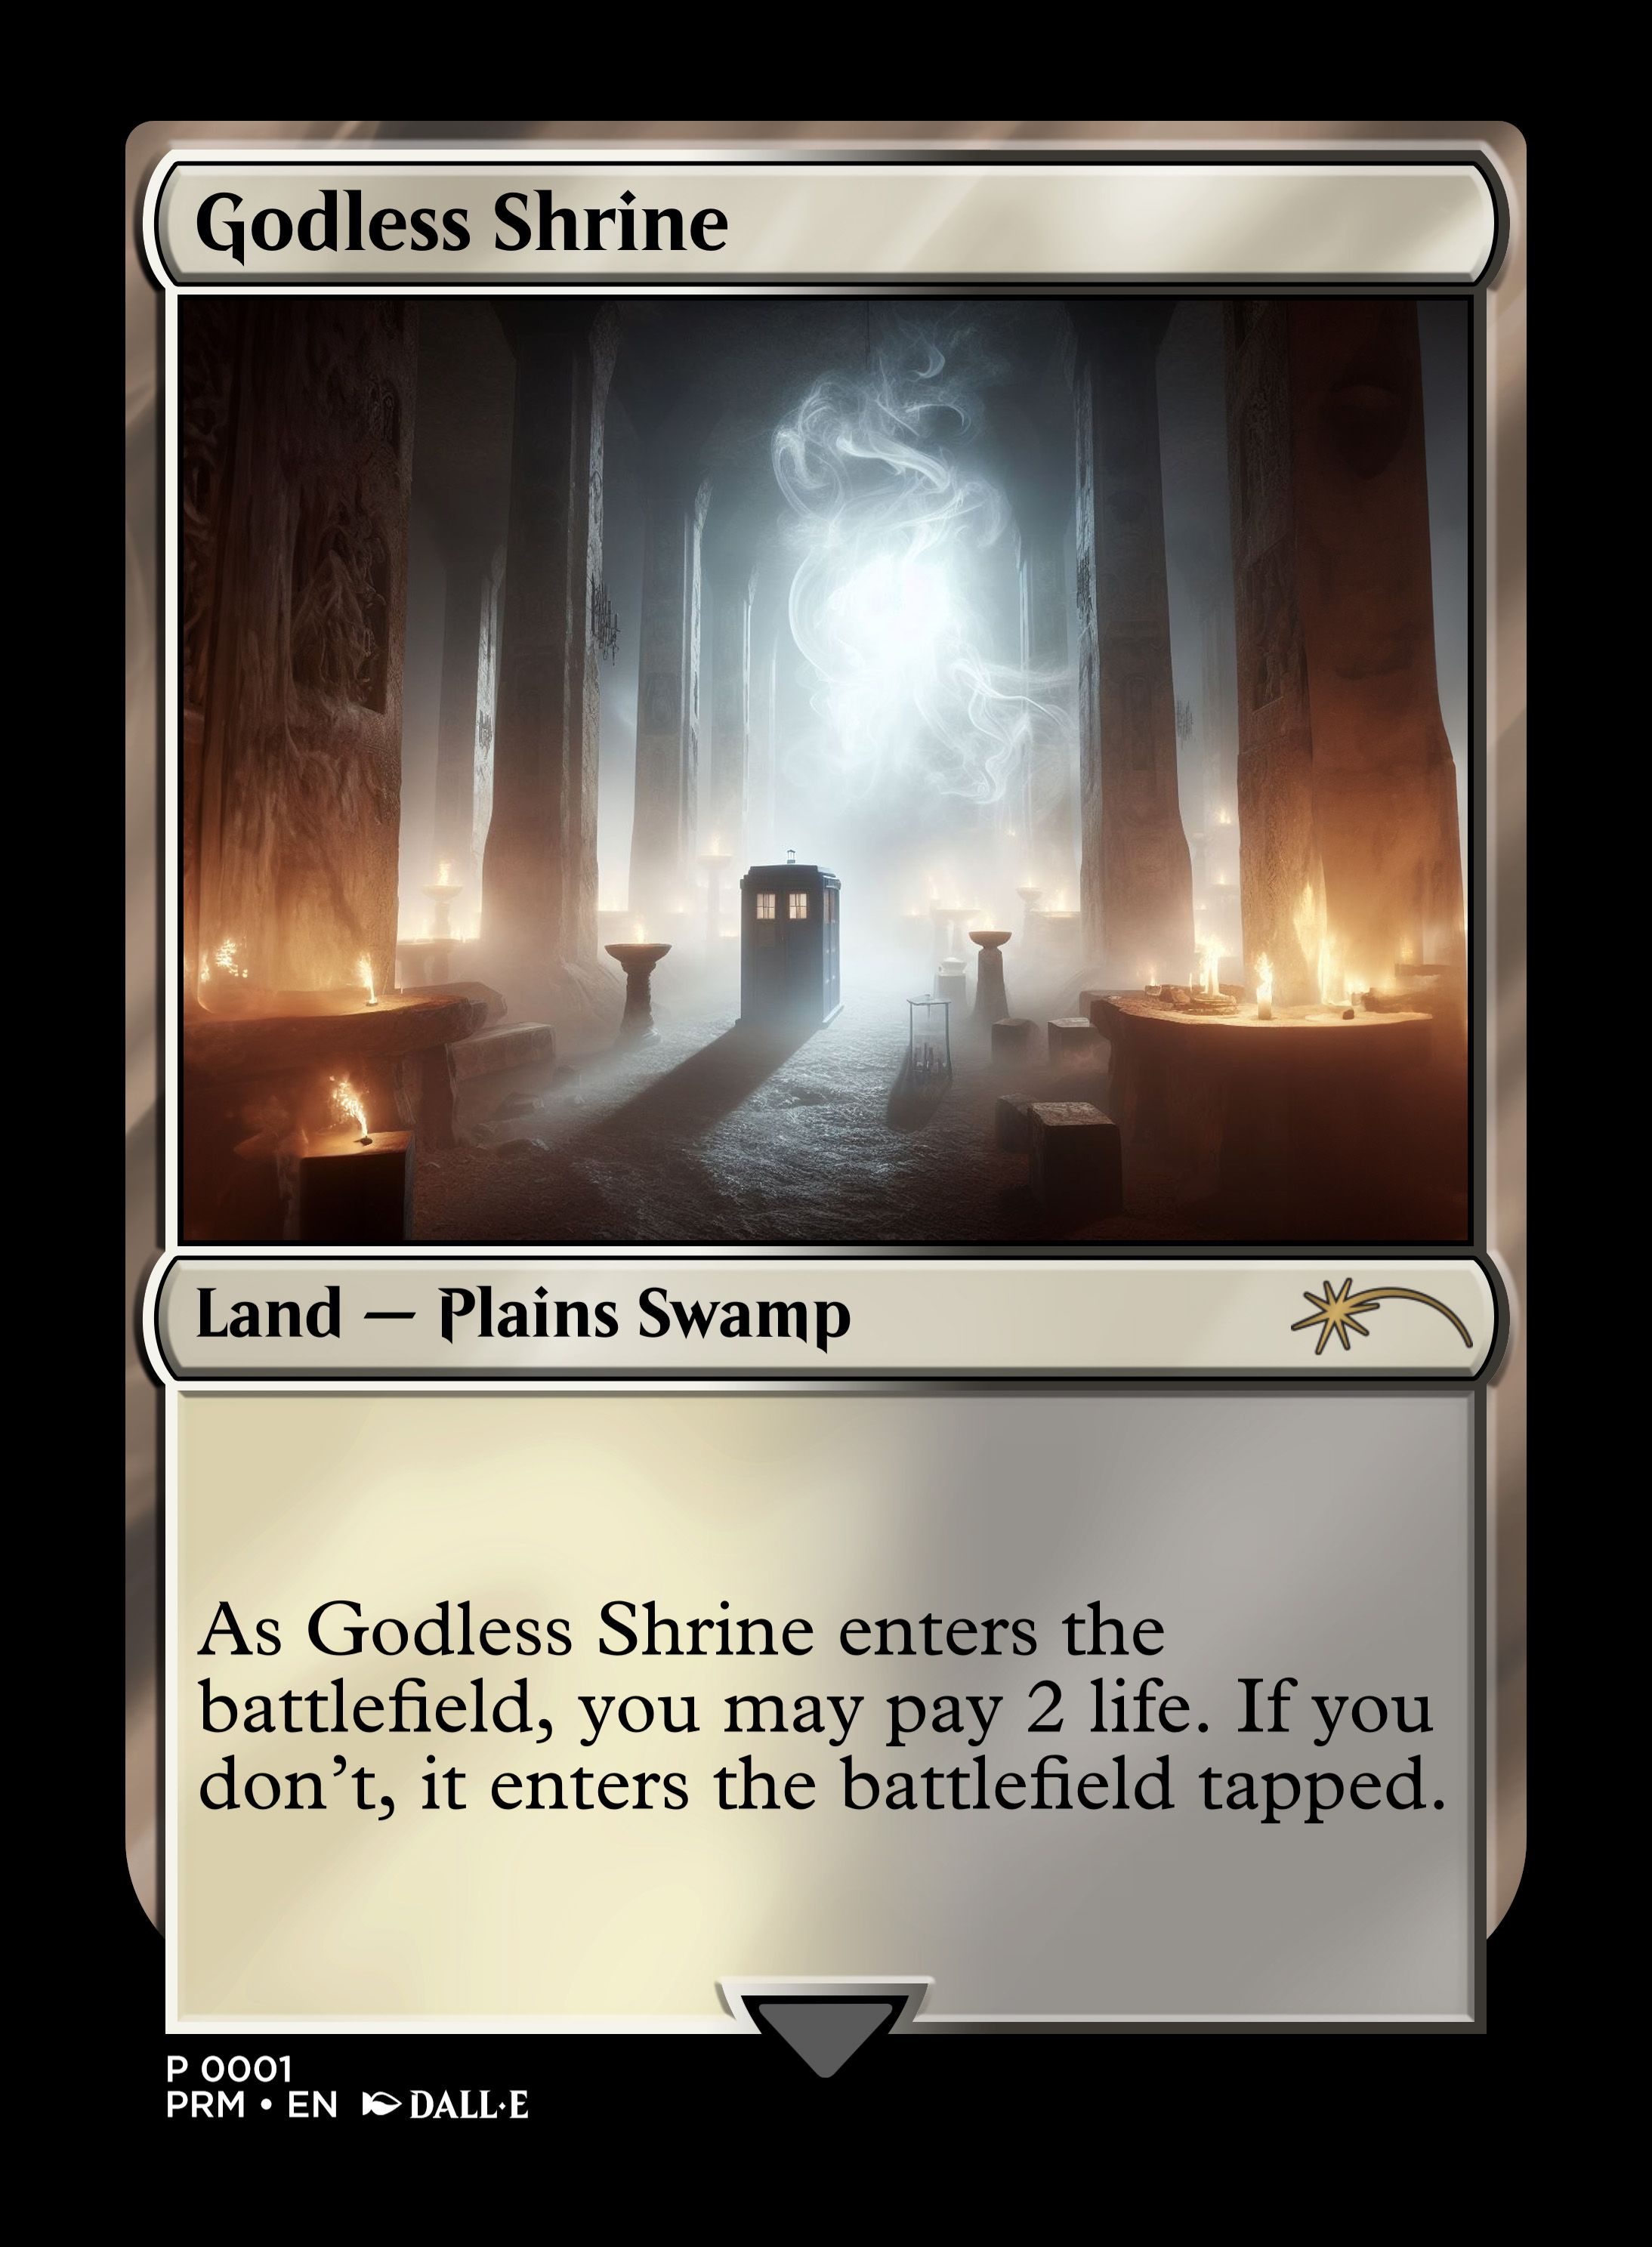 Godless Shrine
Land — Plains Swamp
As Godless Shrine enters the
battlefield, you may pay 2 life. If you
don’t, it enters the battlefield tapped.
P 0001
PRM • EN DALL•E